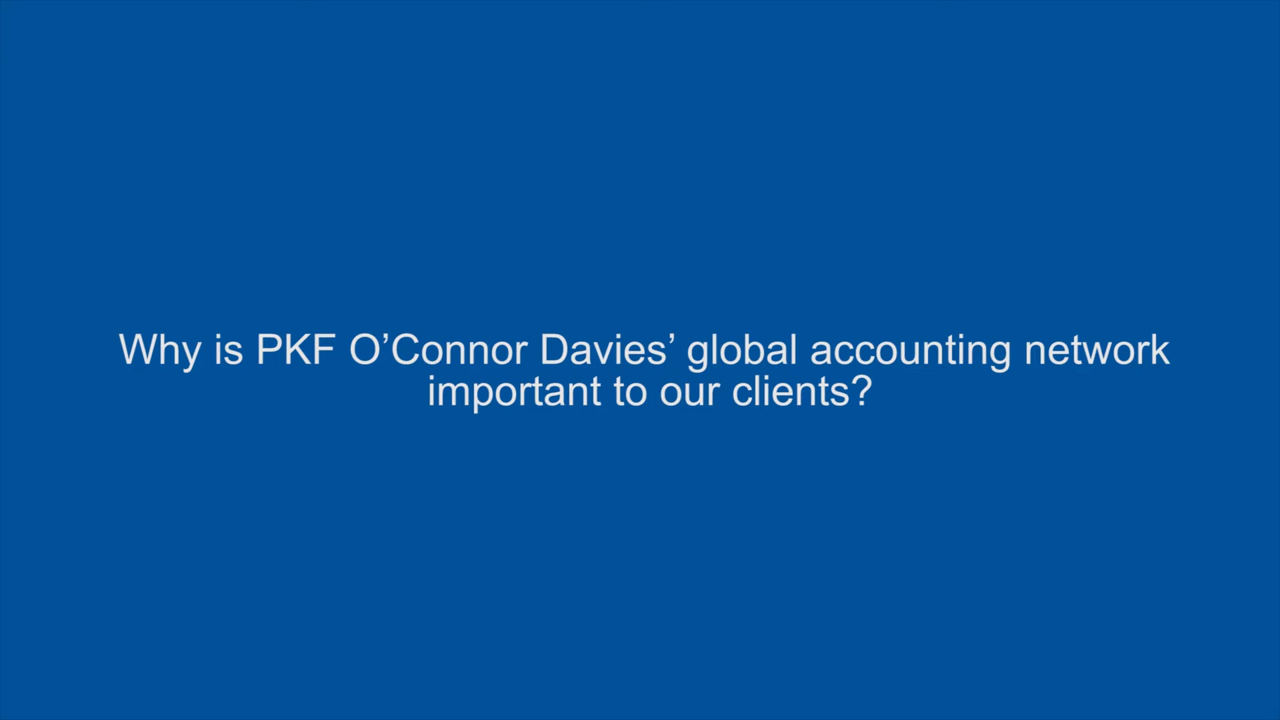 Why is PKF O’Connor Davies’ global accounting network
important to our clients?